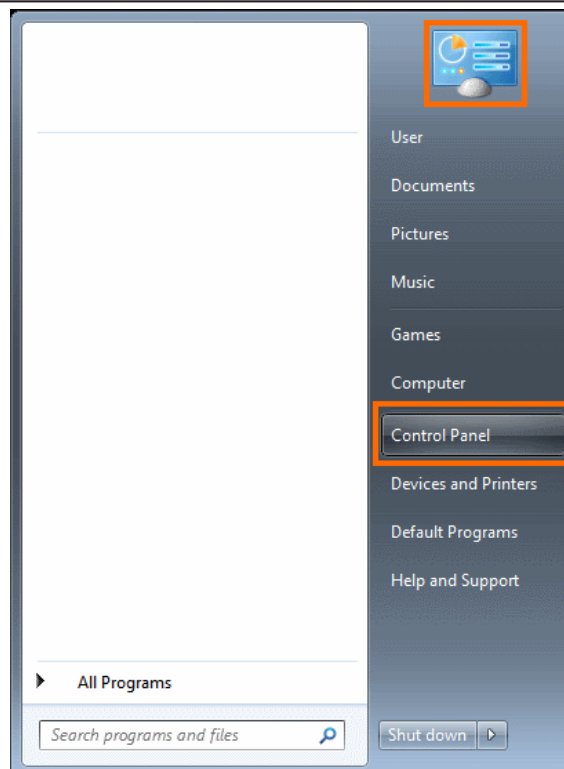 User
Documents
Pictures
Music
Games
Computer
Control Panel
Devices and Printers
Default Programs
Help and Support
All Programs
Search programs and files
Shut down